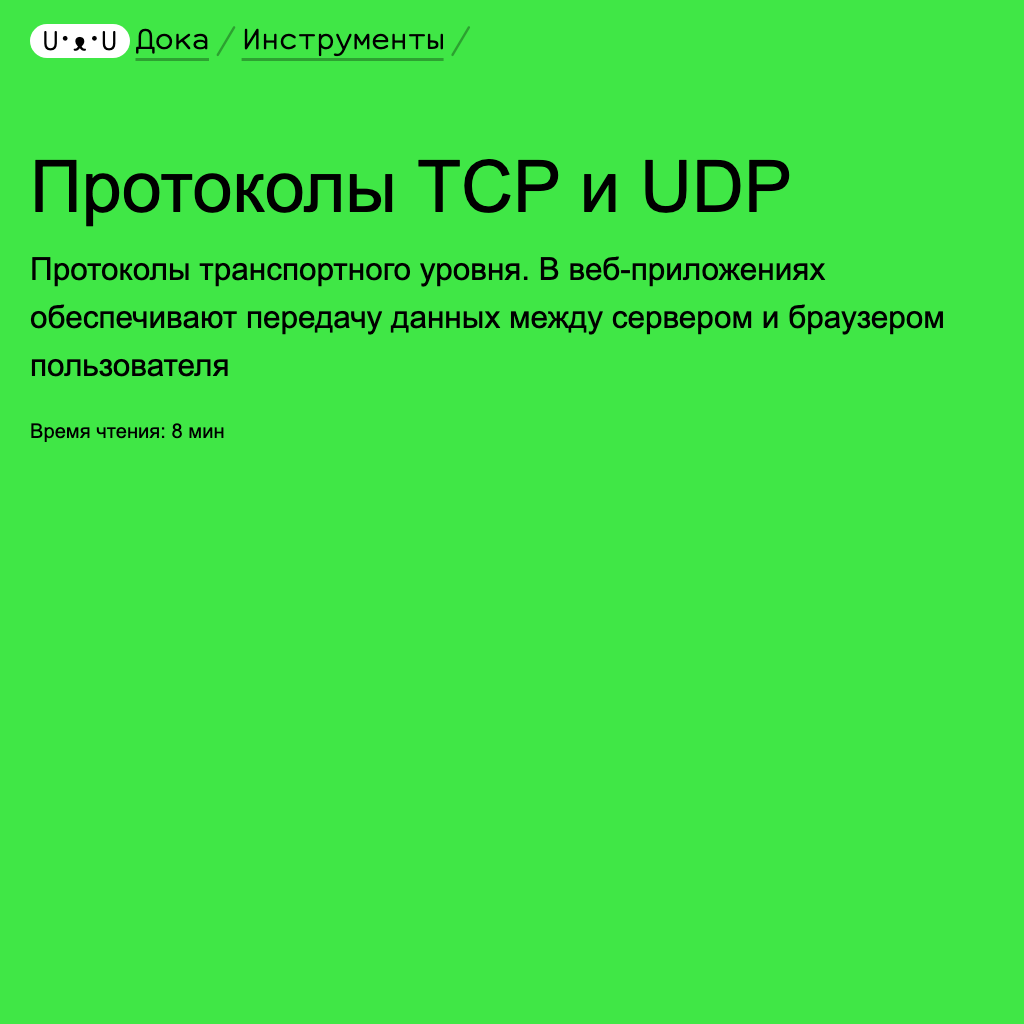 U•ᴥ•U Дока / Инструменты /
Протоколы TCP и UDP
Протоколы транспортного уровня. В веб-приложениях
обеспечивают передачу данных между сервером и браузером
пользователя
Время чтения: 8 мин